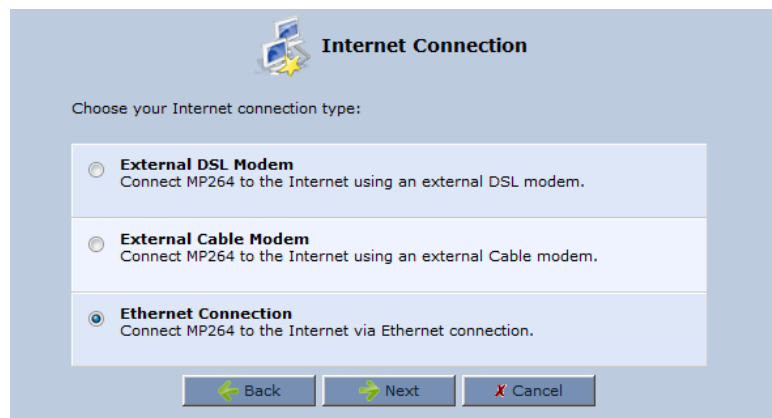 Internet Connection
Choose your Internet connection type:
External DSL Modem
Connect MP264 to the Internet using an external DSL modem.
External Cable Modem
Connect MP264 to the Internet using an external Cable modem.
Ethernet Connection
Connect MP264 to the Internet via Ethernet connection.
Back Next X Cancel